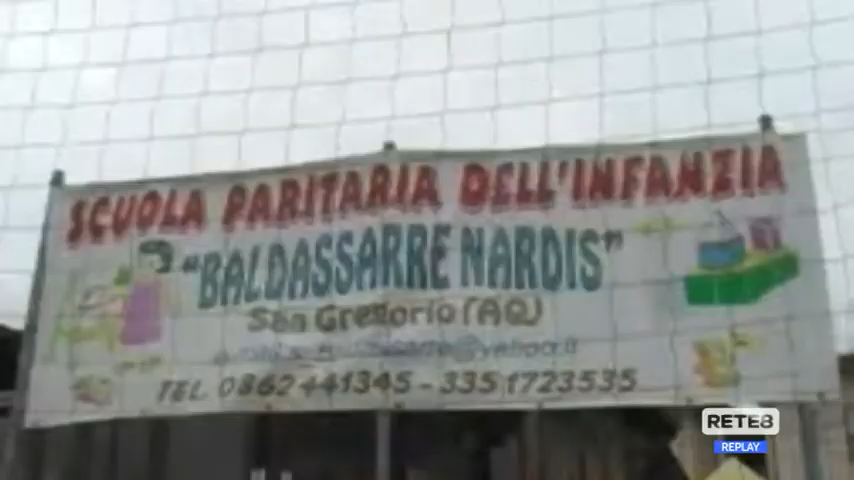 SCUOLA PARITARIA DELL'INFANZIA
"BALDASSARRE NARDIS"
San Gregorio (AQ)
TEL. 0862441345 - 3351723535
RETE8
REPLAY